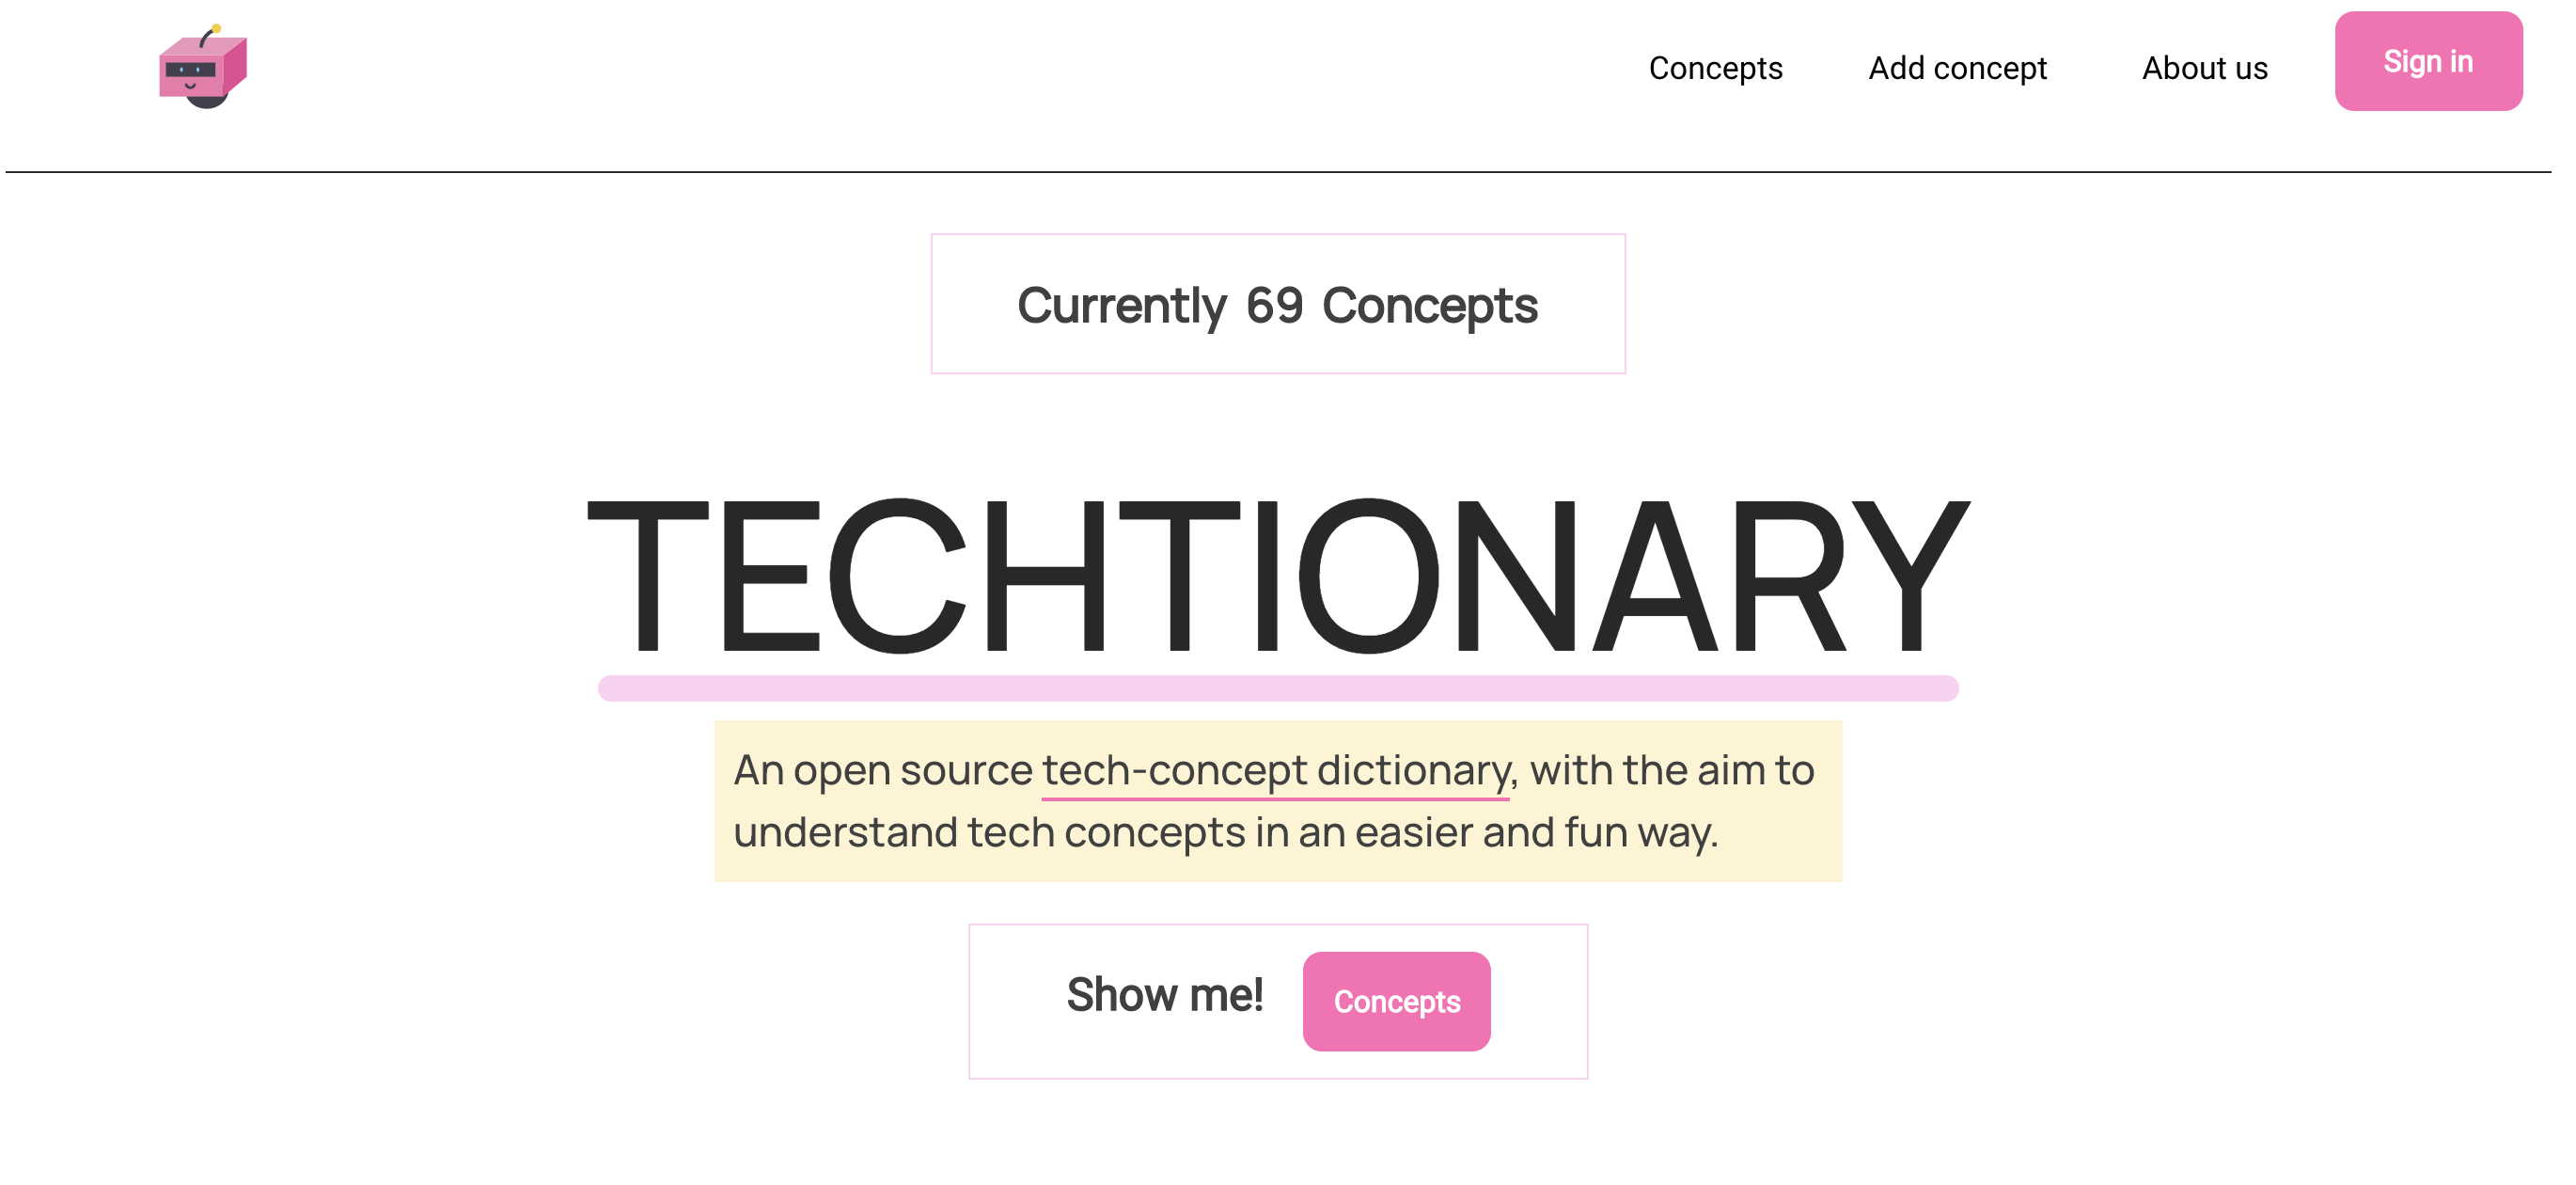 Concepts Add concept About us Sign in
Currently 69 Concepts
TECHTIONARY
An open source tech-concept dictionary, with the aim to
understand tech concepts in an easier and fun way.
Show me! Concepts